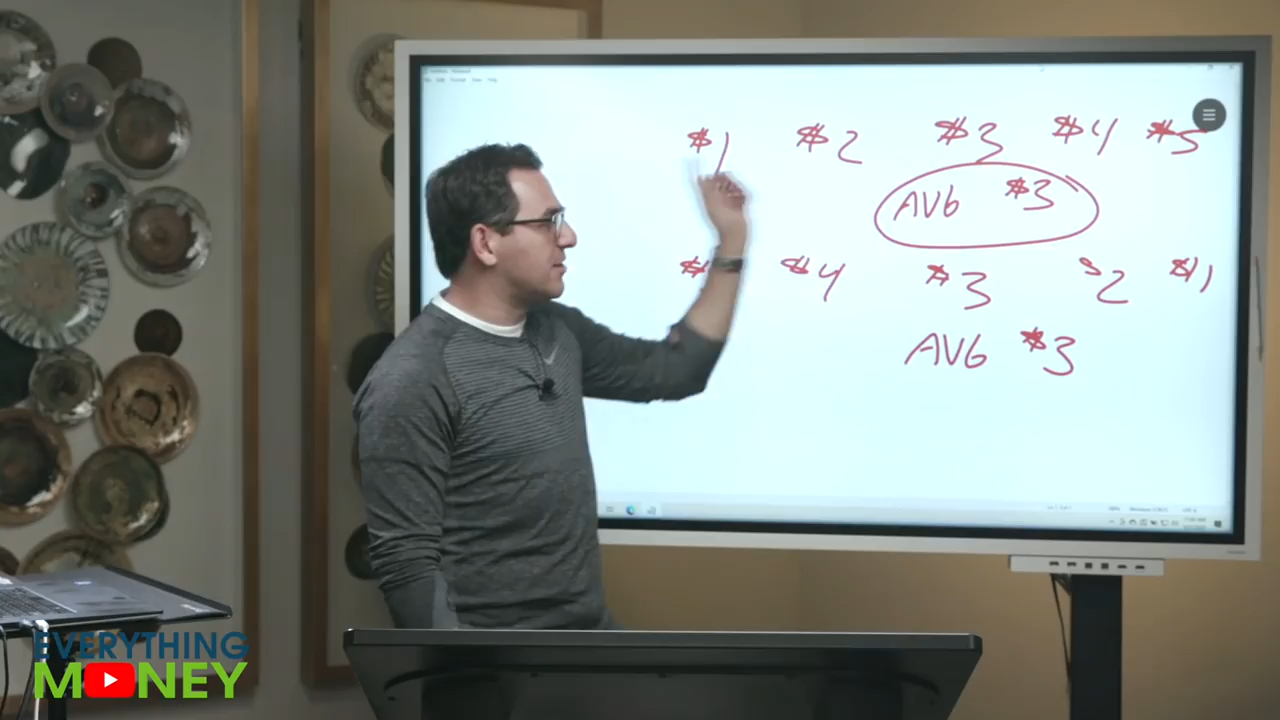 $1 $2 $3 $4 $5
AVG $3
$4 $3 $2 $1
AVG $3
EVERYTHING
MONEY